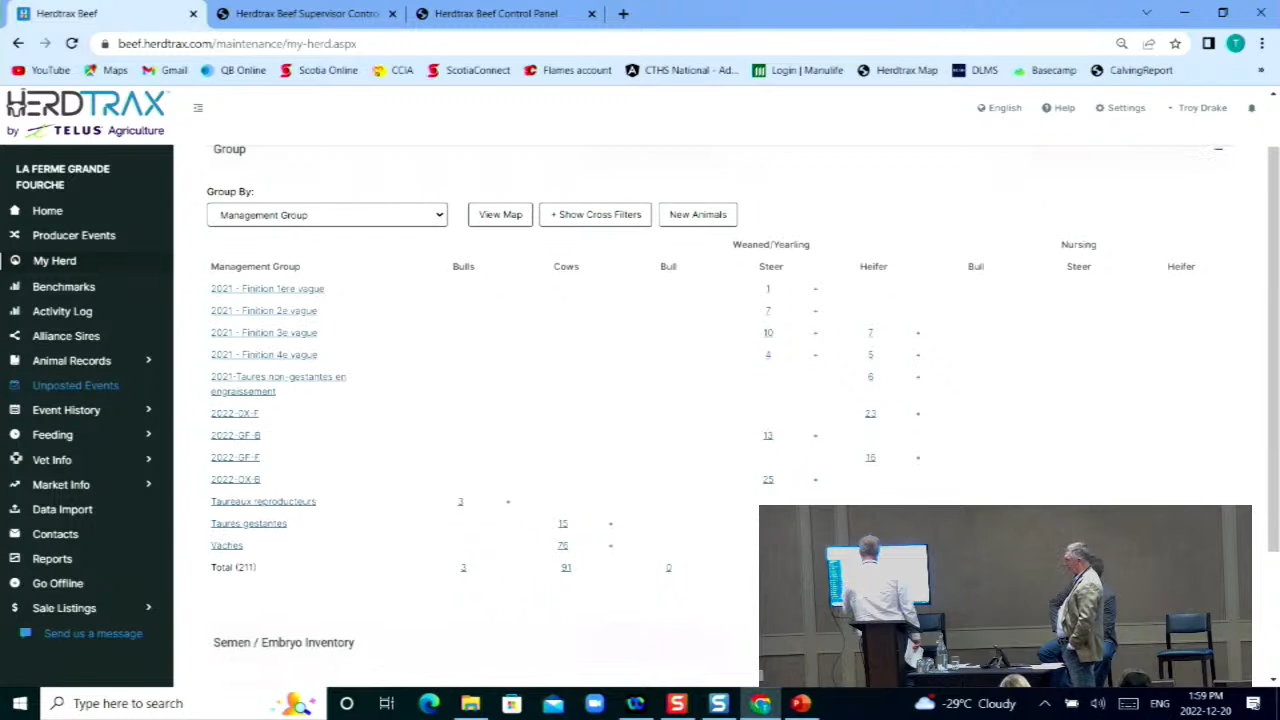 Herdtrax Beef
Herdtrax Beef Supervisor Contro
Herdtrax Beef Control Panel
beef.herdtrax.com/maintenance/my-herd.aspx
YouTube Maps Gmail QB Online Scotia Online CCIA ScotiaConnect Flames account CTHS National - Ad... Login | Manulife Herdtrax Map DLMS Basecamp CalvingReport »
HERDTRAX
by TELUS Agriculture
English Help Settings Troy Drake
LA FERME GRANDE
FOURCHE
Home
Producer Events
My Herd
Benchmarks
Activity Log
Alliance Sires
Animal Records
Unposted Events
Event History
Feeding
Vet Info
Market Info
Data Import
Contacts
Reports
Go Offline
Sale Listings
Send us a message
Group
Group By:
Management Group View Map + Show Cross Filters New Animals
Weaned/Yearling Nursing
Management Group Bulls Cows Bull Steer Heifer Bull Steer Heifer
2021 - Finition 1ère vague 1 +
2021 - Finition 2e vague 7 +
2021 - Finition 3e vague 10 + 7 +
2021 - Finition 4e vague 4 + 5 +
2021-Taures non-gestantes en 6 +
engraissement
2022-GF-B 13 +
2022-GF-F 16 +
25 +
Taureaux reproducteurs 3 +
Taures gestantes 15 +
Vaches 76 +
Total (211) 3 91 0
Semen / Embryo Inventory
Type here to search
-29°C Cloudy
ENG
1:59 PM
2022-12-20